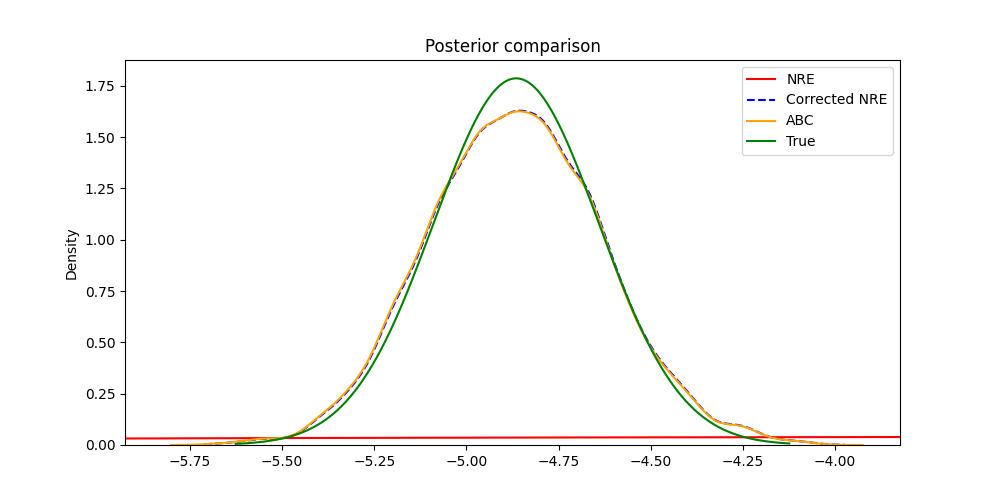 Posterior comparison
NRE
Corrected NRE
ABC
True
Density
1.75
1.50
1.25
1.00
0.75
0.50
0.25
0.00
−5.75 −5.50 −5.25 −5.00 −4.75 −4.50 −4.25 −4.00